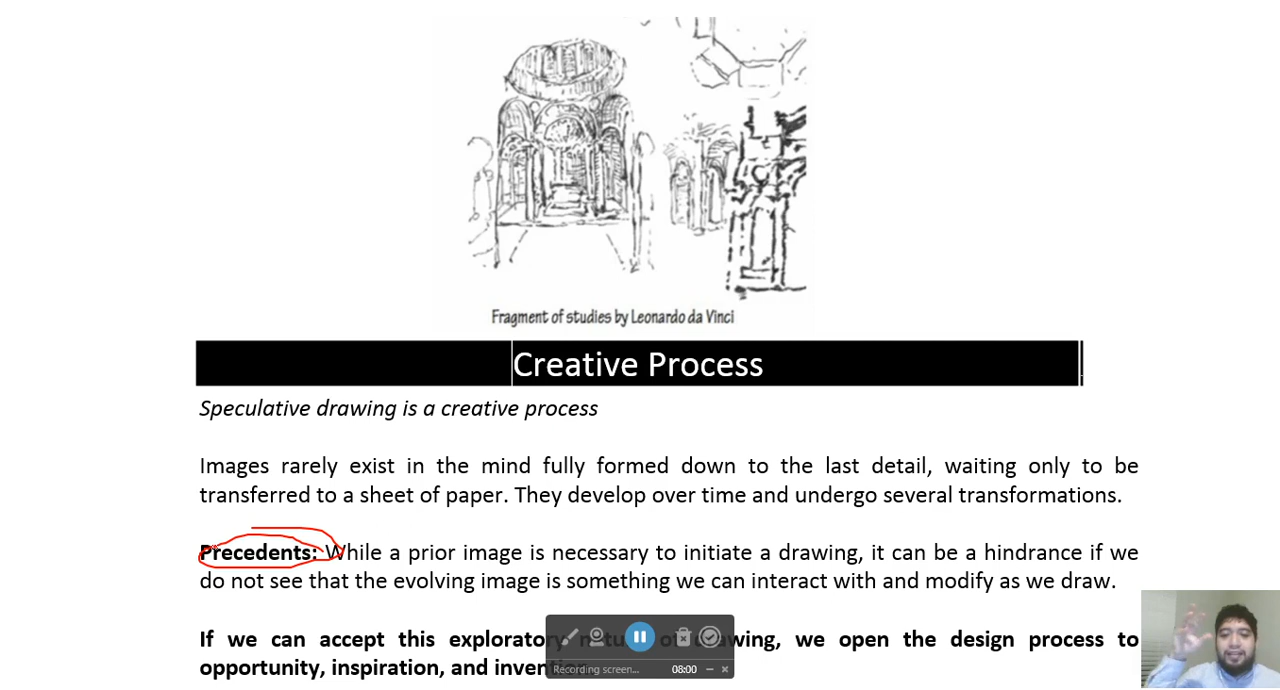 Fragment of studies by Leonardo da Vinci
Creative Process
Speculative drawing is a creative process
Images rarely exist in the mind fully formed down to the last detail, waiting only to be
transferred to a sheet of paper. They develop over time and undergo several transformations.
Precedents: While a prior image is necessary to initiate a drawing, it can be a hindrance if we
do not see that the evolving image is something we can interact with and modify as we draw.
If we can accept this exploratory of drawing, we open the design process to
opportunity, inspiration, and
Recording screen... 08:00